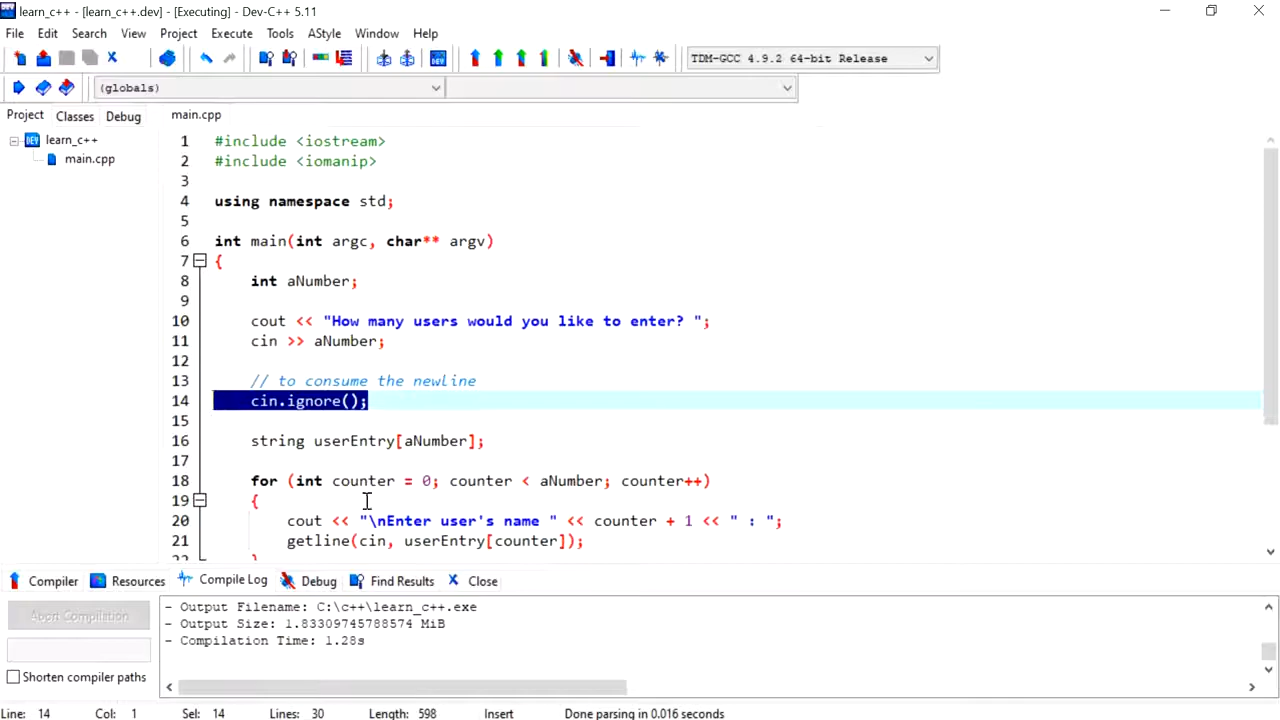 learn_c++ - [learn_c++.dev] - [Executing] - Dev-C++ 5.11
File Edit Search View Project Execute Tools AStyle Window Help
TDM-GCC 4.9.2 64-bit Release
(globals)
Project Classes Debug main.cpp
learn_c++
main.cpp
1 #include <iostream>
2 #include <iomanip>
3
4 using namespace std;
5
6 int main(int argc, char** argv)
7 {
8 int aNumber;
9
10 cout << "How many users would you like to enter? ";
11 cin >> aNumber;
12
13 // to consume the newline
14 cin.ignore();
15
16 string userEntry[aNumber];
17
18 for (int counter = 0; counter < aNumber; counter++)
19 {
20 cout << "\nEnter user's name " << counter + 1 << " : ";
21 getline(cin, userEntry[counter]);
22 }
Compiler Resources Compile Log Debug Find Results Close
Abort Compilation
- Output Filename: C:\c++\learn_c++.exe
- Output Size: 1.83309745788574 MiB
- Compilation Time: 1.28s
Shorten compiler paths
Line: 14 Col: 1 Sel: 14 Lines: 30 Length: 598 Insert Done parsing in 0.016 seconds